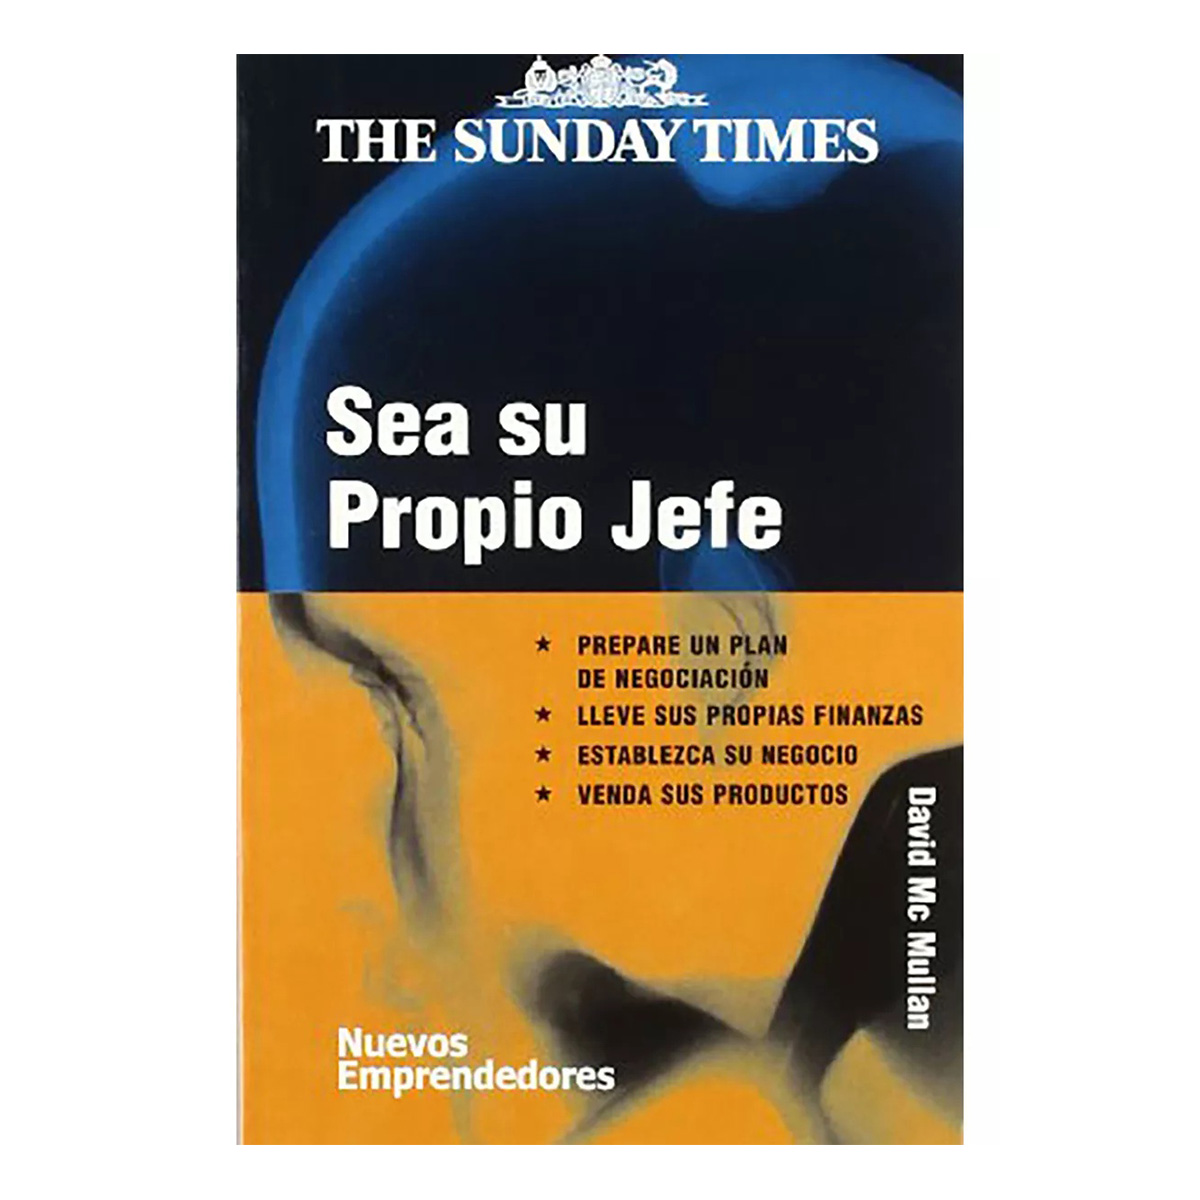 THE SUNDAY TIMES
Sea su
Propio Jefe
★ PREPARE UN PLAN
DE NEGOCIACIÓN
★ LLEVE SUS PROPIAS FINANZAS
★ ESTABLEZCA SU NEGOCIO
★ VENDA SUS PRODUCTOS
David Mc Mullan
Nuevos
Emprendedores